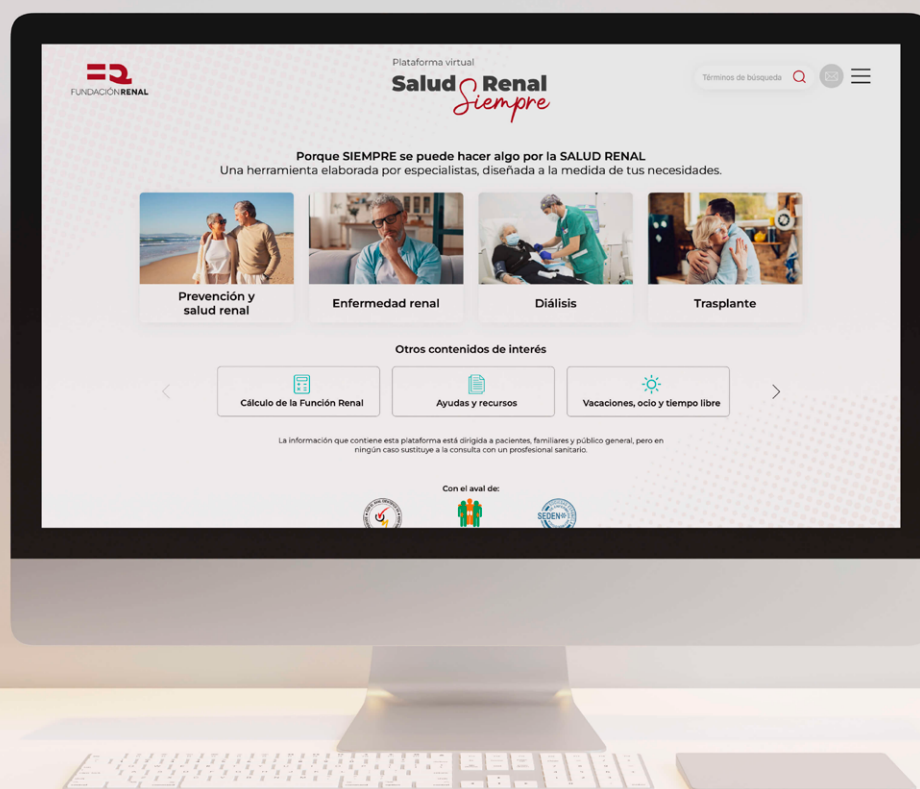 Plataforma virtual
Salud Renal
Siempre
FUNDACIÓNRENAL
Términos de búsqueda
Porque SIEMPRE se puede hacer algo por la SALUD RENAL
Una herramienta elaborada por especialistas, diseñada a la medida de tus necesidades.
Prevención y
salud renal
Enfermedad renal
Diálisis
Trasplante
Otros contenidos de interés
Cálculo de la Función Renal
Ayudas y recursos
Vacaciones, ocio y tiempo libre
La información que contiene esta plataforma está dirigida a pacientes, familiares y público general, pero en
ningún caso sustituye a la consulta con un prosfesional sanitario.
Con el aval de:
SEDEN